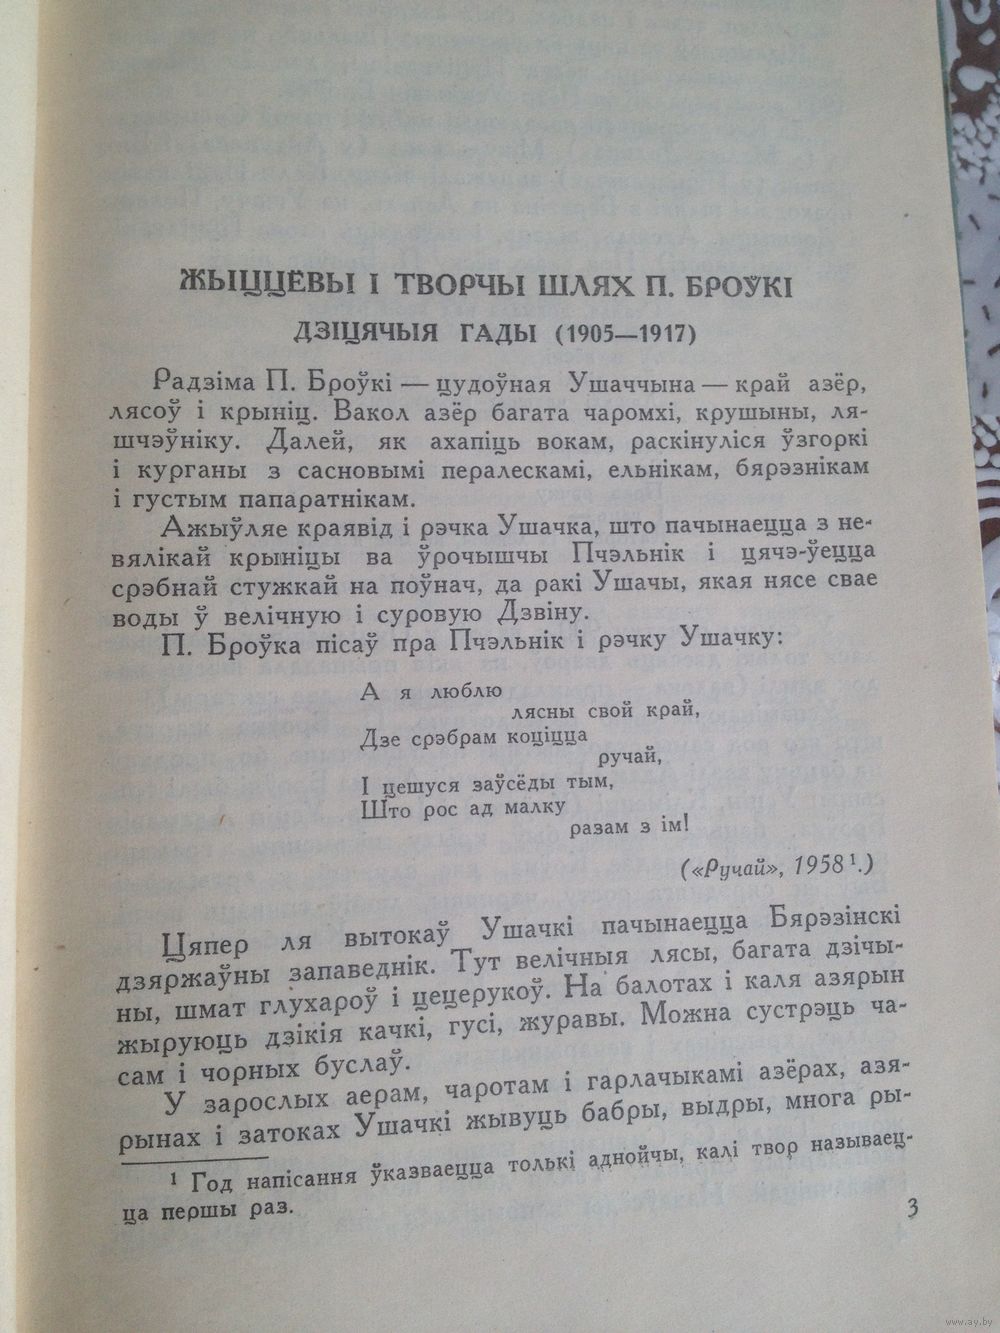 ЖЫЦЦЁВЫ І ТВОРЧЫ ШЛЯХ П. БРОЎКІ
ДЗІЦЯЧЫЯ ГАДЫ (1905—1917)
Радзіма П. Броўкі — цудоўная Ушаччына — край азёр,
лясоў і крыніц. Вакол азёр багата чаромхі, крушыны, ля-
шчэўніку. Далей, як ахапіць вокам, раскінуліся ўзгоркі
і курганы з сасновымі пералескамі, ельнікам, бярэзнікам
і густым папаратнікам.
Ажыўляе краявід і рэчка Ушачка, што пачынаецца з не-
вялікай крыніцы ва ўрочышчы Пчэльнік і цячэ-ўецца
срэбнай стужкай на поўнач, да ракі Ушачы, якая нясе свае
воды ў велічную і суровую Дзвіну.
П. Броўка пісаў пра Пчэльнік і рэчку Ушачку:
А я люблю
лясны свой край,
Дзе срэбрам коціцца
ручай,
І цешуся заўсёды тым,
Што рос ад малку
разам з ім!
(«Ручай», 1958 ¹.)
Цяпер ля вытокаў Ушачкі пачынаецца Бярэзінскі
дзяржаўны запаведнік. Тут велічныя лясы, багата дзічы-
ны, шмат глухароў і цецерукоў. На балотах і каля азярын
жыруюць дзікія качкі, гусі, журавы. Можна сустрэць ча-
сам і чорных буслаў.
У зарослых аерам, чаротам і гарлачыкамі азёрах, азя-
рынах і затоках Ушачкі жывуць бабры, выдры, многа ры-
¹ Год напісання ўказваецца толькі аднойчы, калі твор называец-
ца першы раз.
3
www.ay.by